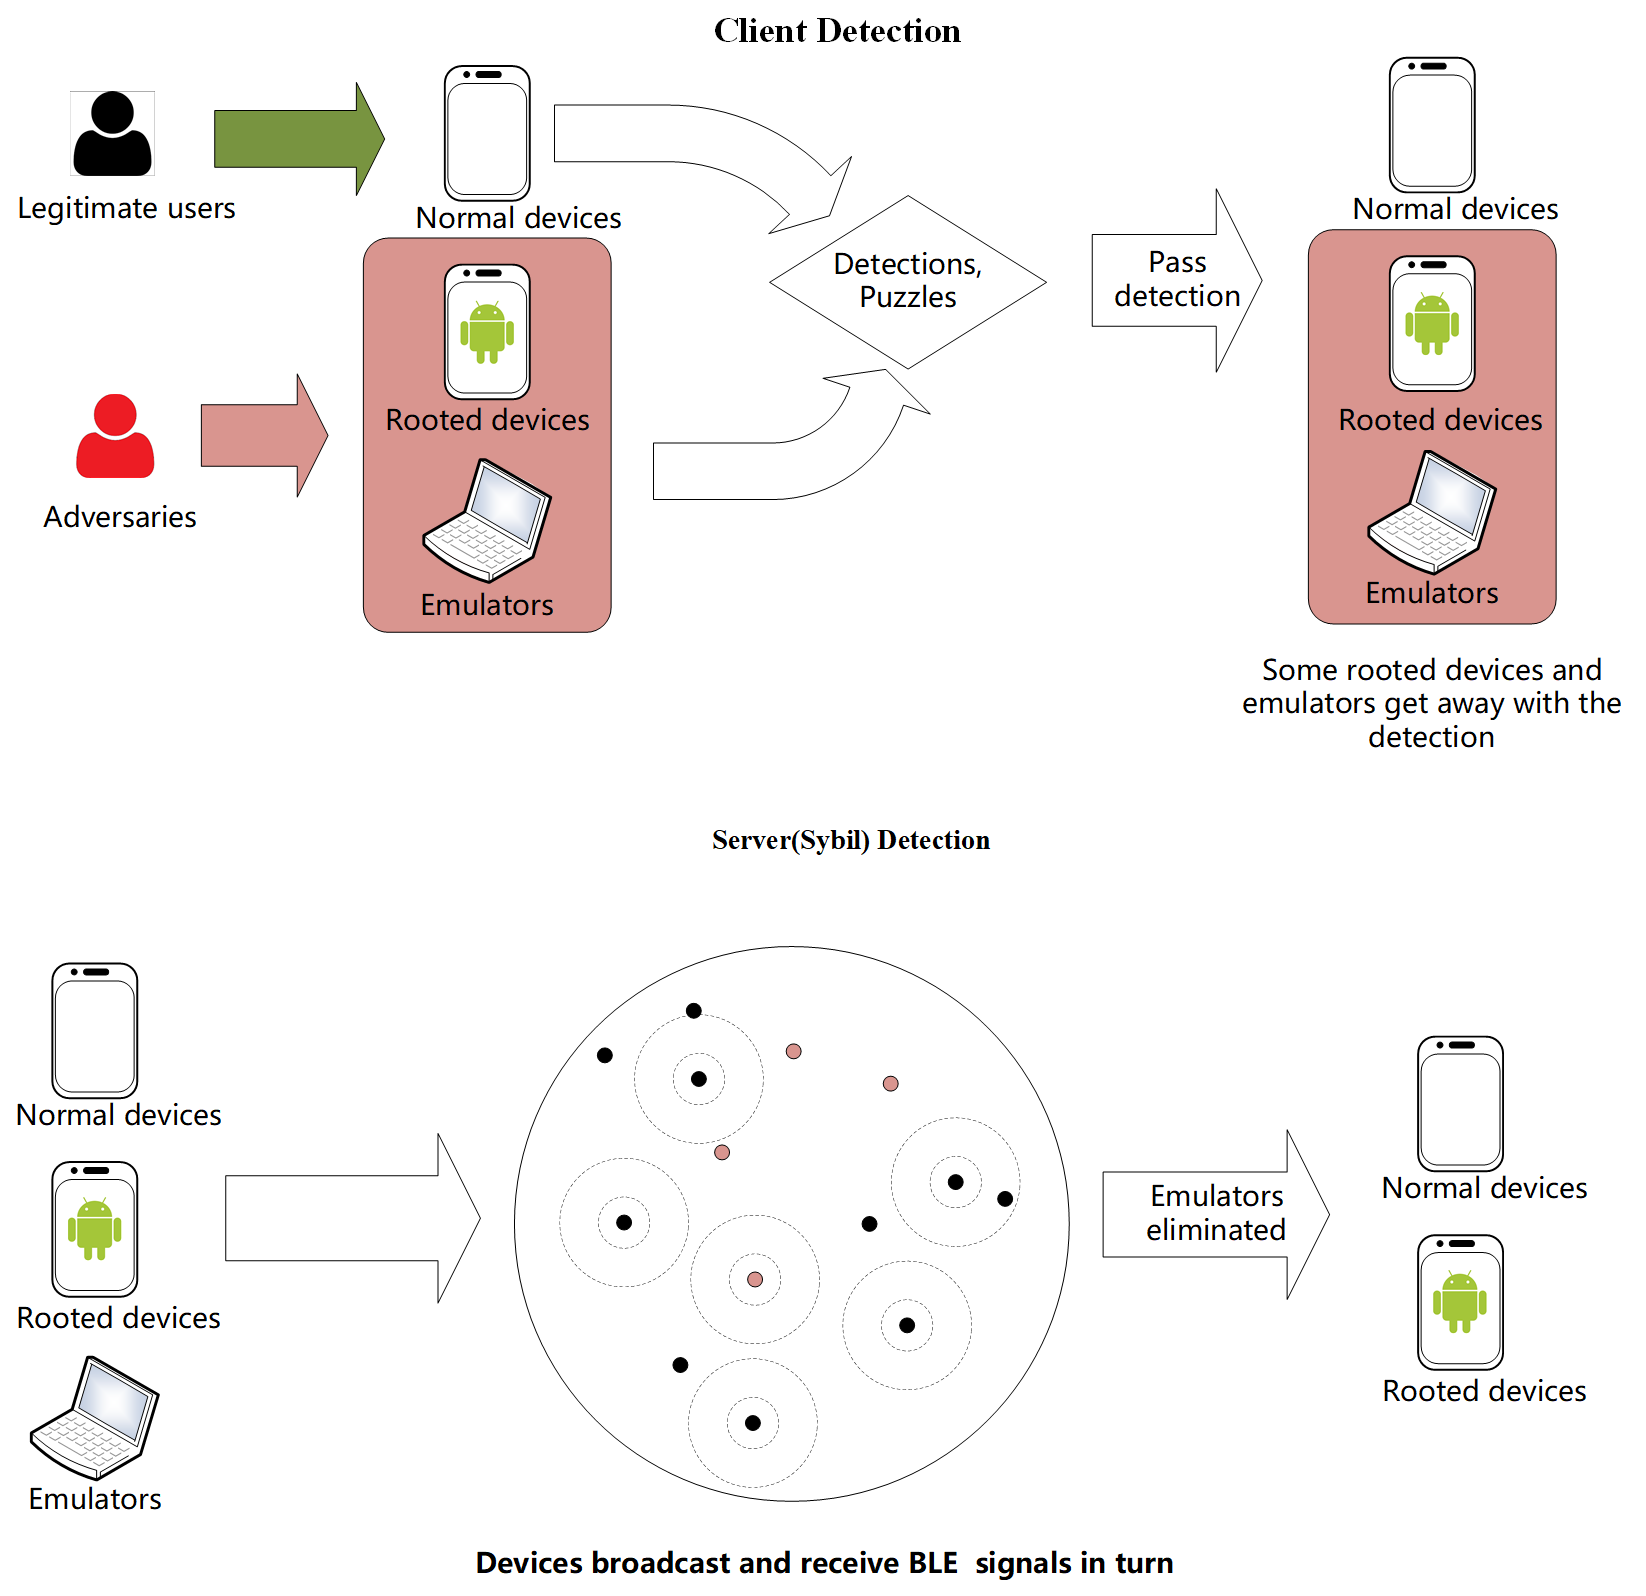 Client Detection
Legitimate users
Normal devices
Detections,
Puzzles
Pass
detection
Normal devices
Rooted devices
Adversaries
Emulators
Rooted devices
Emulators
Some rooted devices and
emulators get away with the
detection
Server(Sybil) Detection
Normal devices
Rooted devices
Emulators
Emulators
eliminated
Normal devices
Rooted devices
Devices broadcast and receive BLE signals in turn